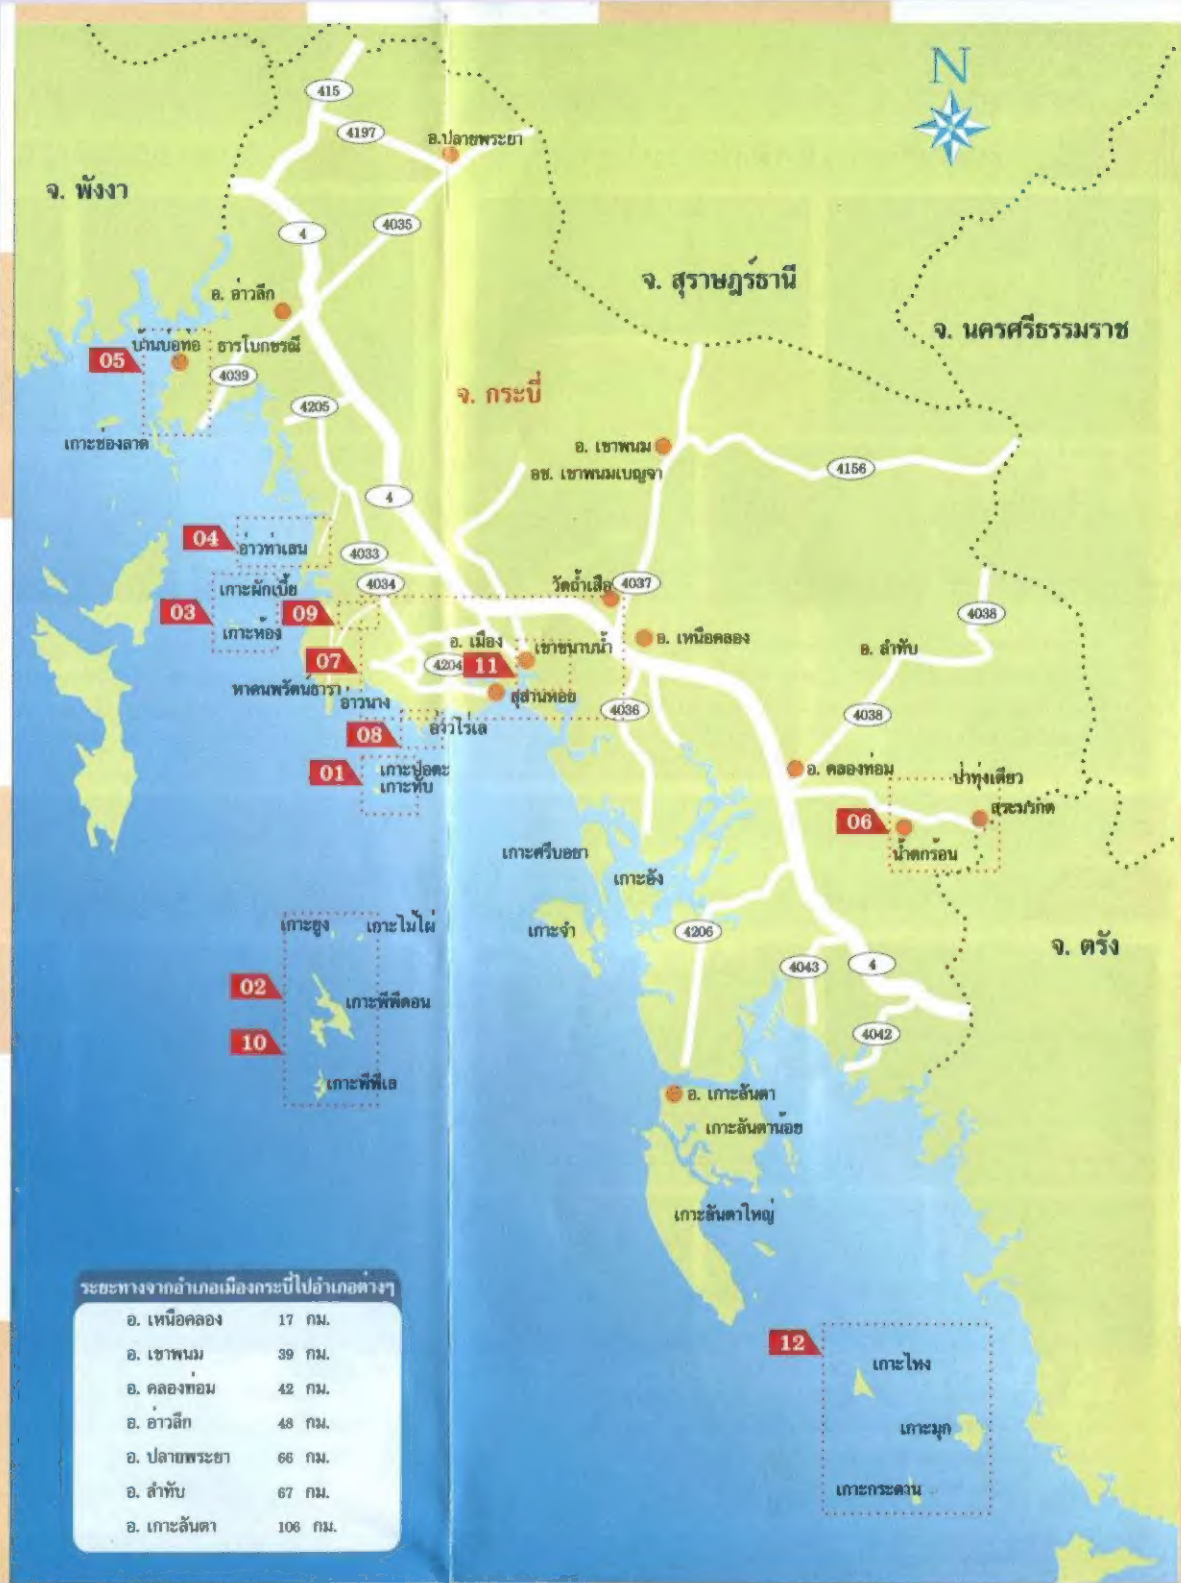 N
415
4197
อ.ปลายพระยา
จ. พังงา
4
4035
จ. สุราษฎร์ธานี
อ. อ่าวลึก
จ. นครศรีธรรมราช
บ้านบ่อท่อ
ธารโบกขรณี
05
4039
จ. กระบี่
4205
เกาะช่องลาด
อ. เขาพนม
อช. เขาพนมเบญจา
4156
4
04
อ่าวท่าเลน
4033
เกาะผักเบี้ย
4034
วัดถ้ำเสือ
4037
03
09
4038
เกาะห้อง
อ. เมือง
เขาขนาบน้ำ
อ. เหนือคลอง
อ. ลำทับ
07
4204
11
หาดนพรัตน์ธารา
อ่าวนาง
สุสานหอย
4036
4038
08
อ่าวไร่เล
01
เกาะปอดะ
เกาะทับ
อ. คลองท่อม
ป่าทุ่งเตียว
สระมรกต
06
น้ำตกร้อน
เกาะศรีบอยา
เกาะฮัง
เกาะยูง
เกาะไม้ไผ่
เกาะจำ
4206
จ. ตรัง
4043
4
02
เกาะพีพีดอน
10
4042
เกาะพีพีเล
อ. เกาะลันตา
เกาะลันตาน้อย
เกาะลันตาใหญ่
ระยะทางจากอำเภอเมืองกระบี่ไปอำเภอต่างๆ
อ. เหนือคลอง 17 กม.
อ. เขาพนม 39 กม.
อ. คลองท่อม 42 กม.
อ. อ่าวลึก 48 กม.
อ. ปลายพระยา 66 กม.
อ. ลำทับ 67 กม.
อ. เกาะลันตา 106 กม.
12
เกาะไหง
เกาะมุก
เกาะกระดาน